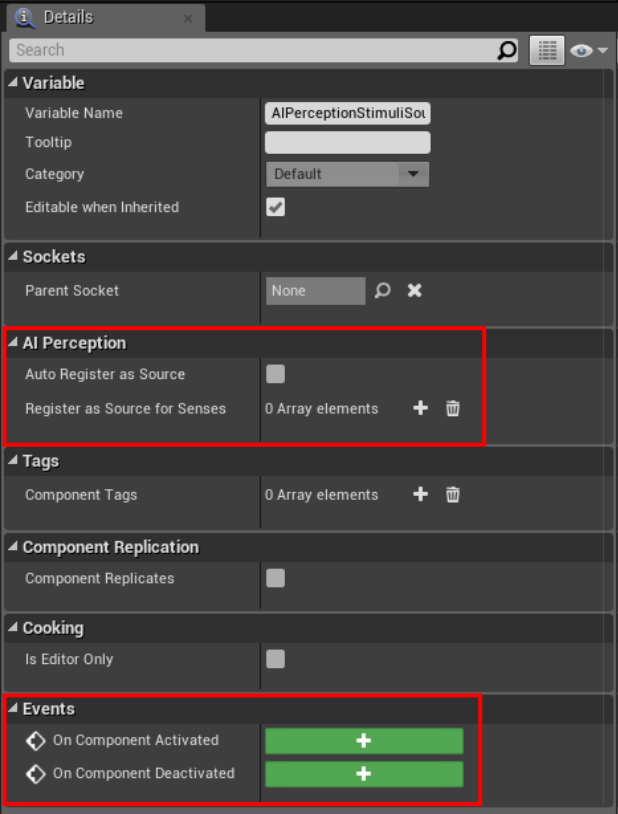 Details
Search
Variable
Variable Name AIPerceptionStimuliSou
Tooltip
Category Default
Editable when Inherited
Sockets
Parent Socket None
AI Perception
Auto Register as Source
Register as Source for Senses 0 Array elements
Tags
Component Tags 0 Array elements
Component Replication
Component Replicates
Cooking
Is Editor Only
Events
On Component Activated
On Component Deactivated